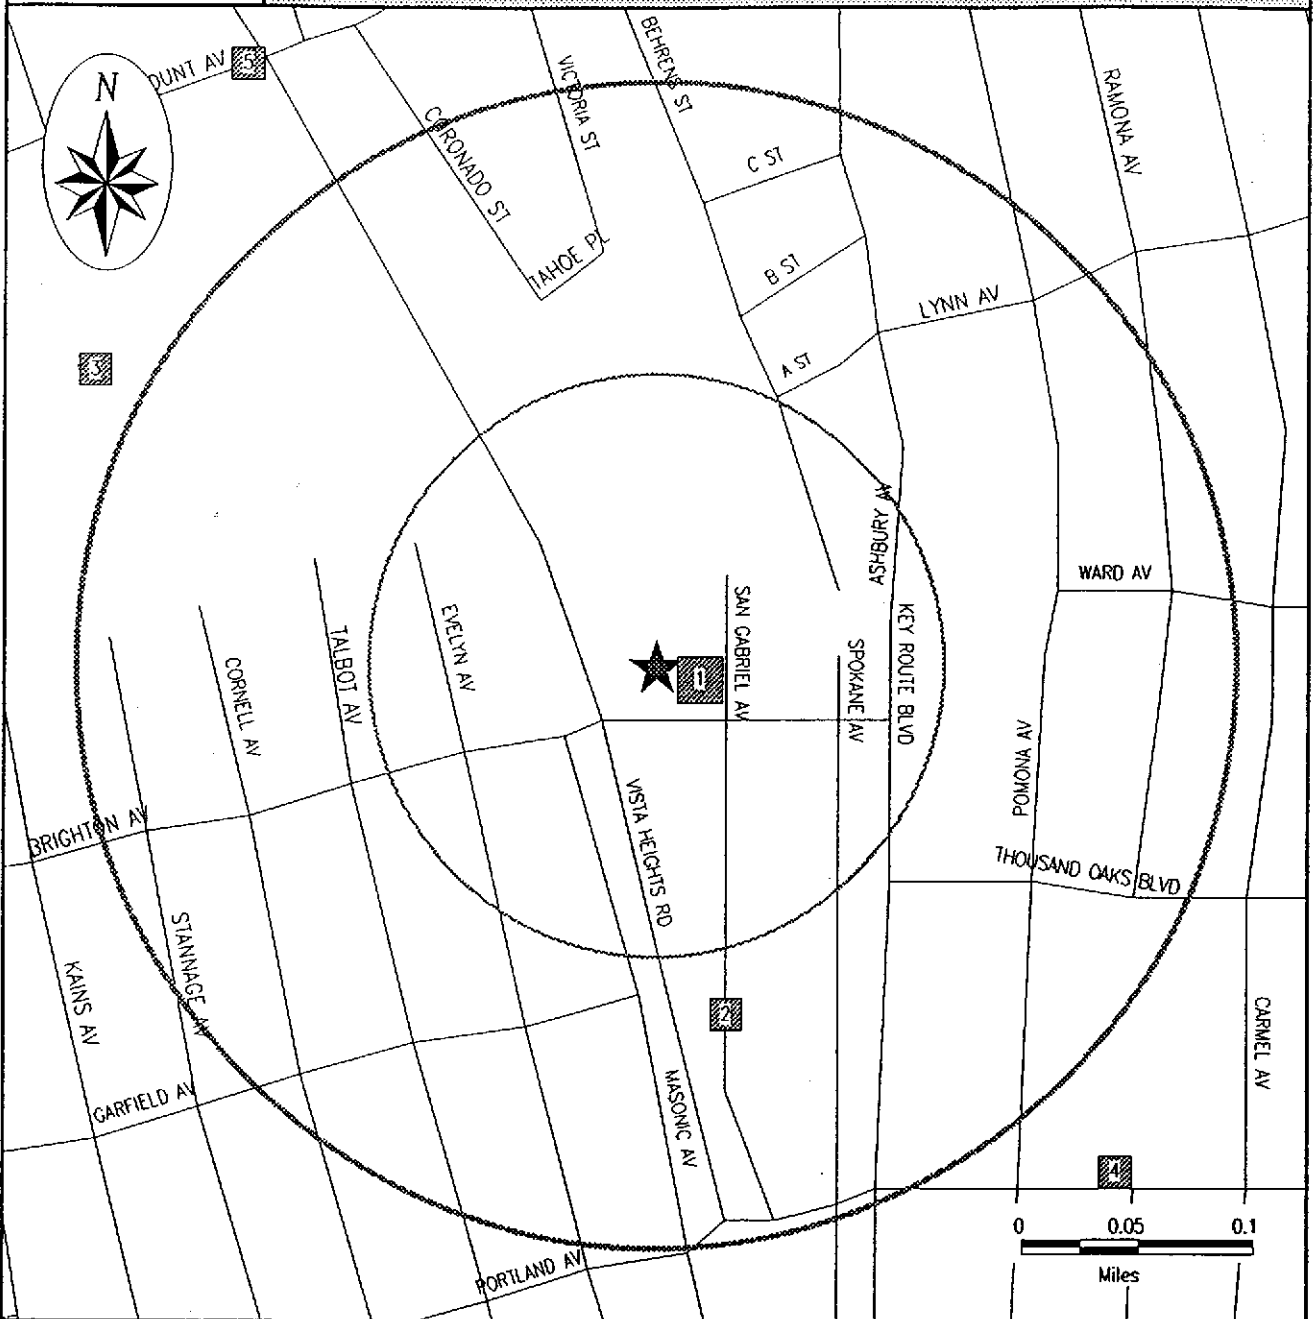 BEHRENS ST
OUNT AV
5
VICTORIA ST
RAMONA AV
N
CORONADO ST
C ST
TAHOE PL
B ST
LYNN AV
3
A ST
ASHBURY AV
WARD AV
SAN GABRIEL AV
EVELYN AV
KEY ROUTE BLVD
TALBOT AV
SPOKANE AV
CORNELL AV
1
POMONA AV
VISTA HEIGHTS RD
BRIGHTON AV
THOUSAND OAKS BLVD
STANNAGE AV
KAINS AV
2
CARMEL AV
MASONIC AV
GARFIELD AV
4
0 0.05 0.1
Miles
PORTLAND AV